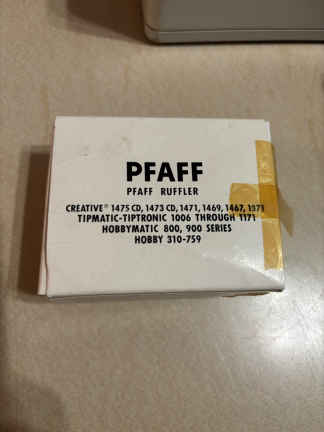 PFAFF
PFAFF RUFFLER
CREATIVE® 1475 CD, 1473 CD, 1471, 1469, 1467, 1371
TIPMATIC-TIPTRONIC 1006 THROUGH 1171
HOBBYMATIC 800, 900 SERIES
HOBBY 310-759